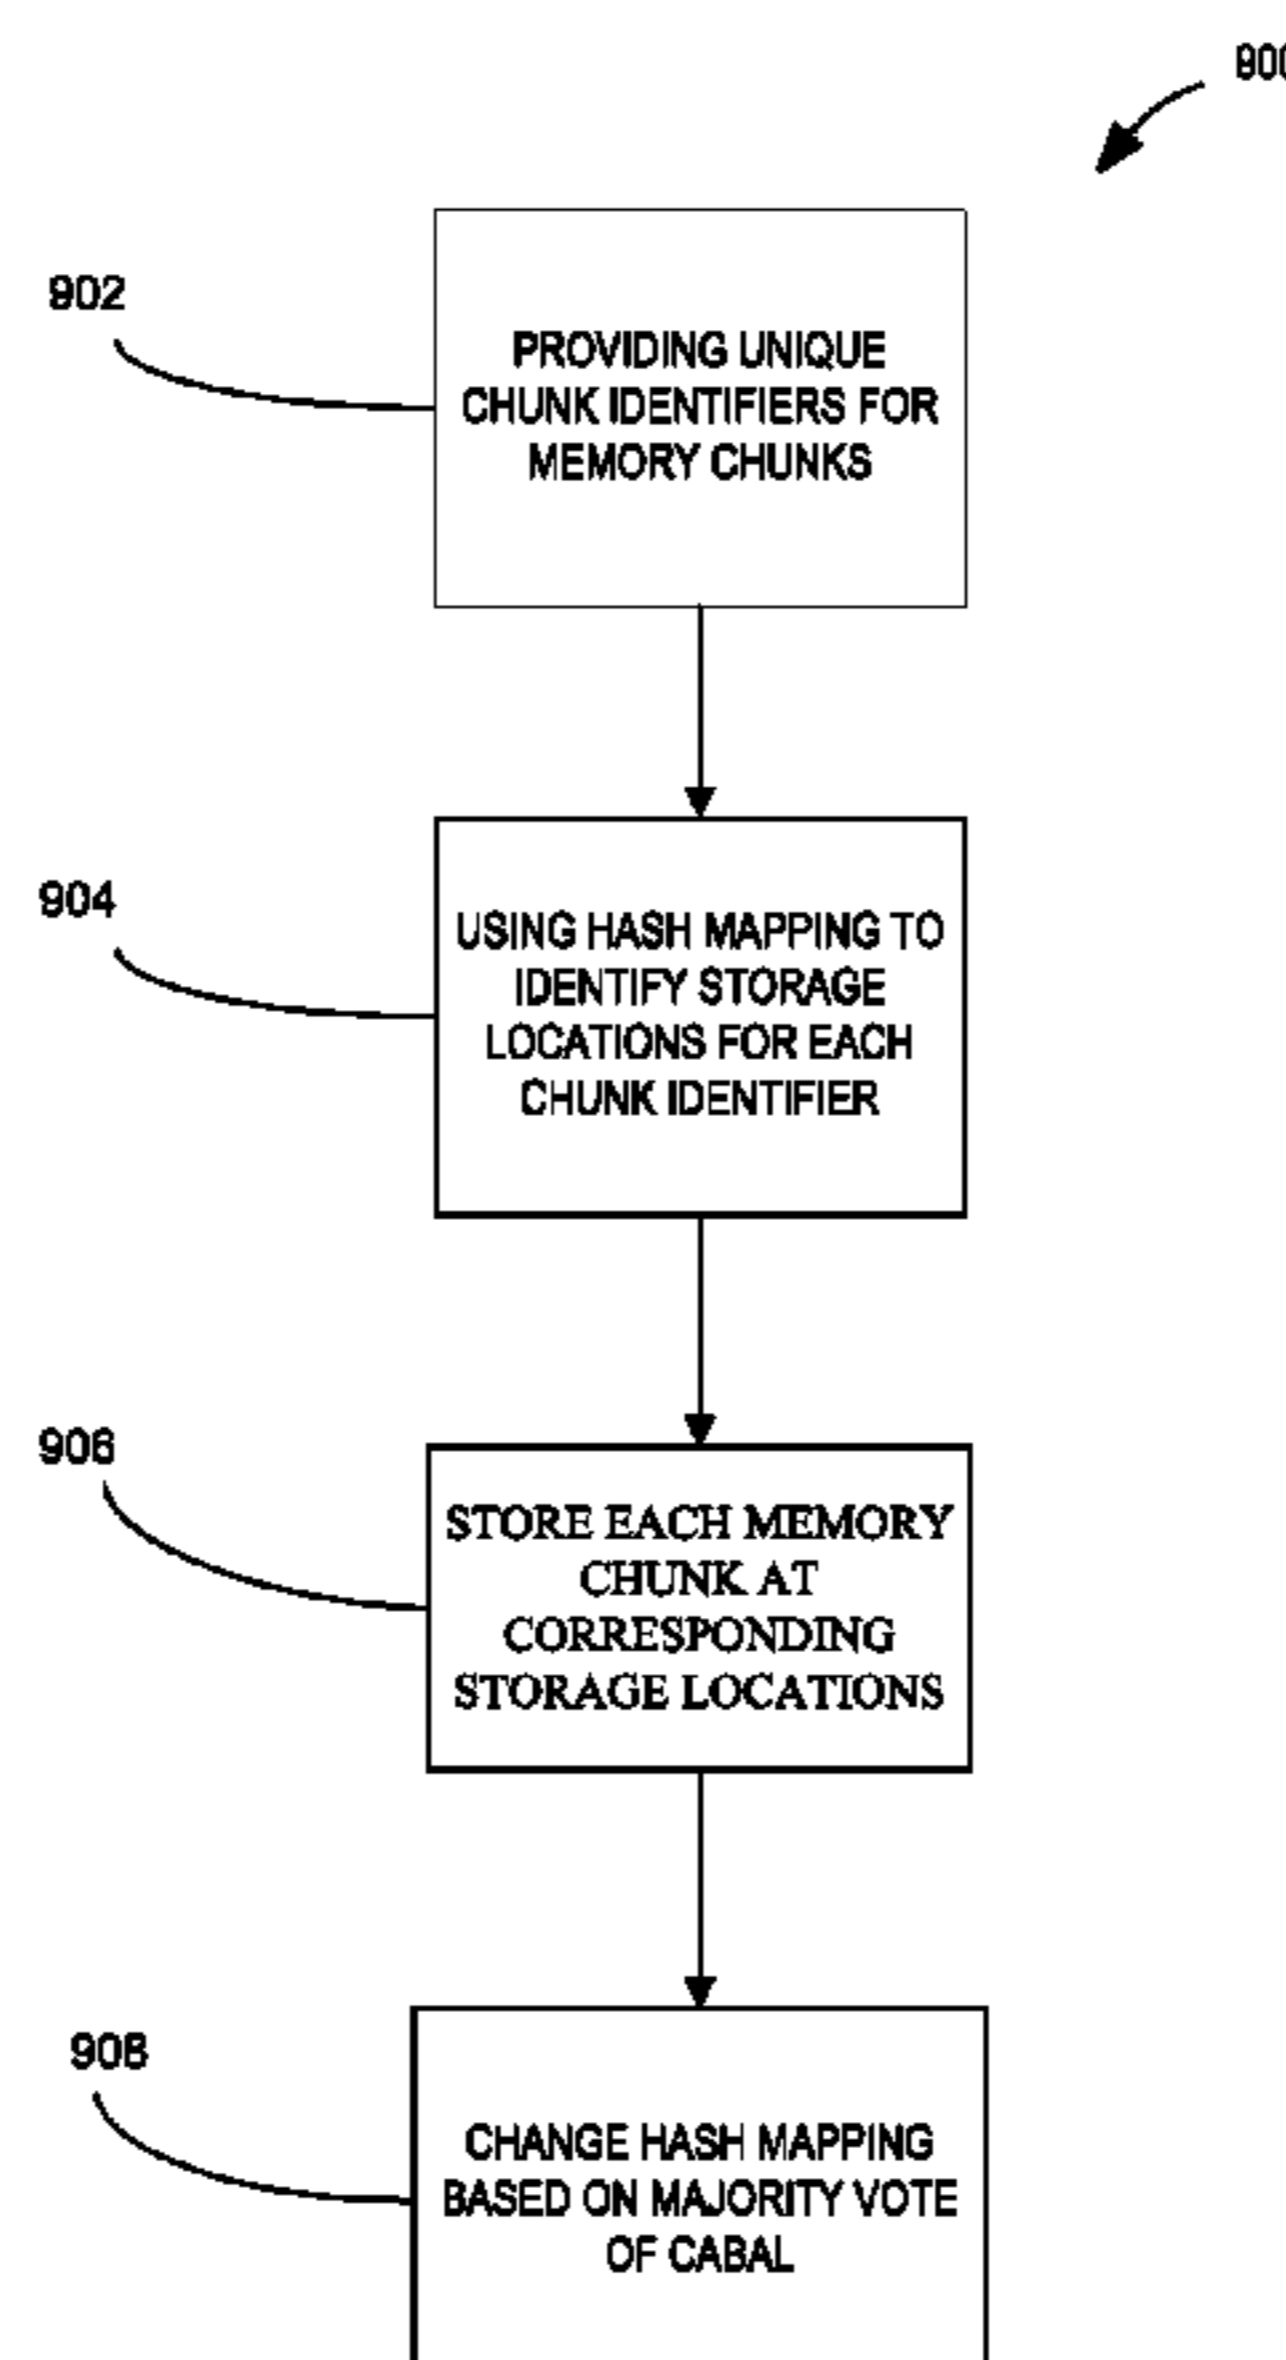 900
902
PROVIDING UNIQUE
CHUNK IDENTIFIERS FOR
MEMORY CHUNKS
904
USING HASH MAPPING TO
IDENTIFY STORAGE
LOCATIONS FOR EACH
CHUNK IDENTIFIER
906
STORE EACH MEMORY
CHUNK AT
CORRESPONDING
STORAGE LOCATIONS
908
CHANGE HASH MAPPING
BASED ON MAJORITY VOTE
OF CABAL